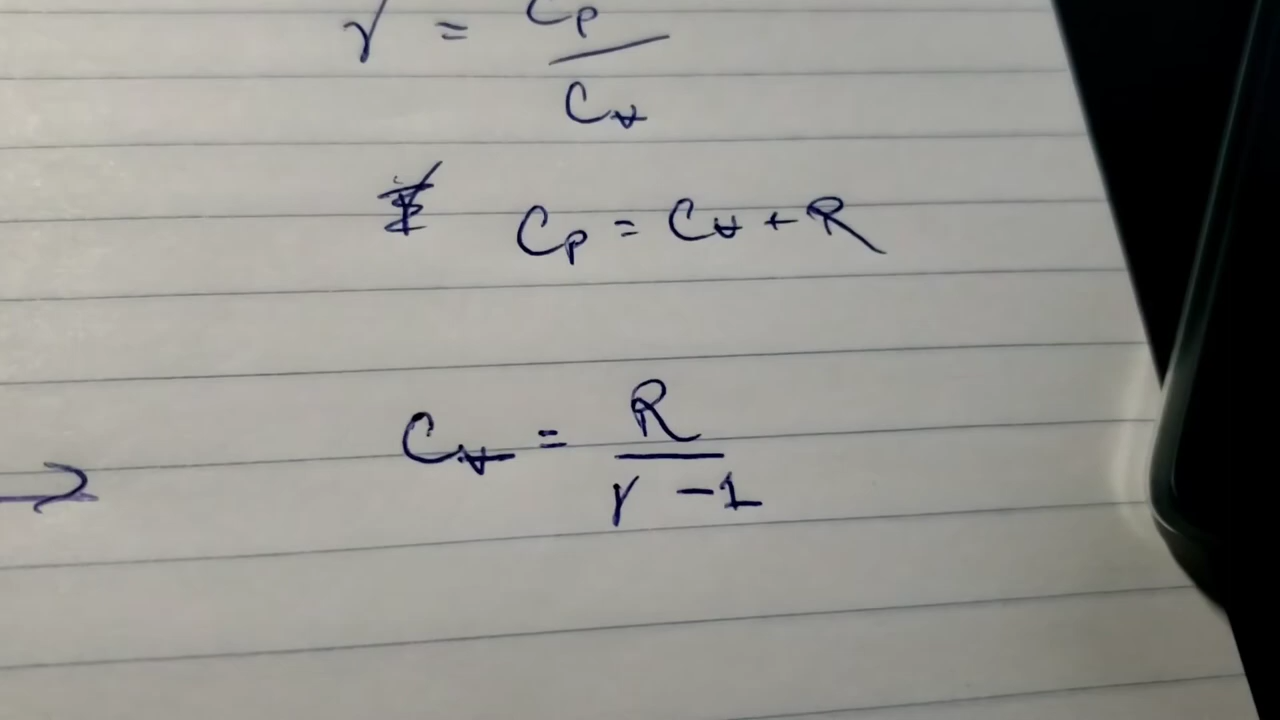 γ = Cp / Cv
Cp = Cv + R
⇒ Cv = R / γ - 1